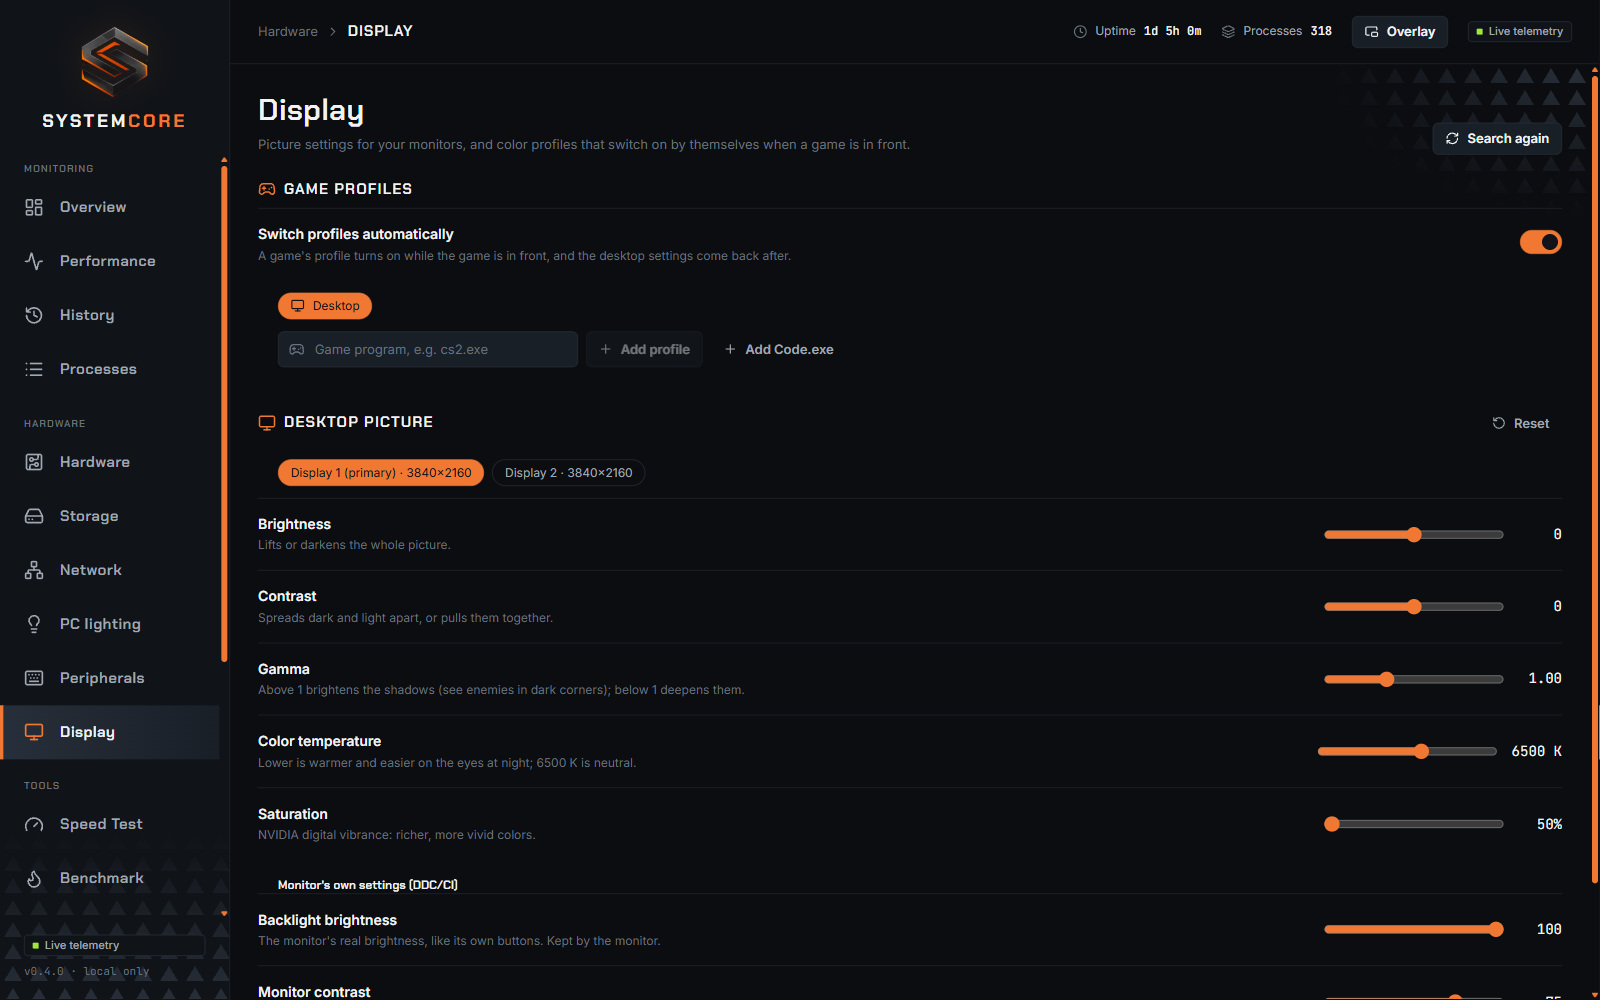 SYSTEMCORE
MONITORING
Overview
Performance
History
Processes
HARDWARE
Hardware
Storage
Network
PC lighting
Peripherals
Display
TOOLS
Speed Test
Benchmark
Live telemetry
v0.4.0 · local only
Hardware > DISPLAY
Uptime 1d 5h 0m
Processes 318
Overlay
Live telemetry
Display
Picture settings for your monitors, and color profiles that switch on by themselves when a game is in front.
Search again
GAME PROFILES
Switch profiles automatically
A game's profile turns on while the game is in front, and the desktop settings come back after.
Desktop
Game program, e.g. cs2.exe
+ Add profile
+ Add Code.exe
DESKTOP PICTURE
Reset
Display 1 (primary) · 3840×2160
Display 2 · 3840×2160
Brightness
Lifts or darkens the whole picture.
0
Contrast
Spreads dark and light apart, or pulls them together.
0
Gamma
Above 1 brightens the shadows (see enemies in dark corners); below 1 deepens them.
1.00
Color temperature
Lower is warmer and easier on the eyes at night; 6500 K is neutral.
6500 K
Saturation
NVIDIA digital vibrance: richer, more vivid colors.
50%
Monitor's own settings (DDC/CI)
Backlight brightness
The monitor's real brightness, like its own buttons. Kept by the monitor.
100
Monitor contrast